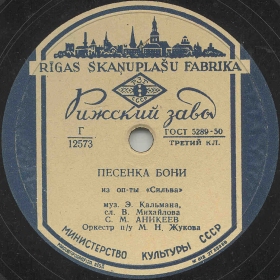 RĪGAS SKAŅUPLAŠU FABRIKA
Рижский завод
Г
12573
ГОСТ 5289-50
ТРЕТИЙ КЛ.
ПЕСЕНКА БОНИ
из оп-ты «Сильва»
муз. Э. Кальмана,
сл. В. Михайлова
С. М. АНИКЕЕВ
Оркестр п/у М. Н. Жукова
МИНИСТЕРСТВО КУЛЬТУРЫ СССР